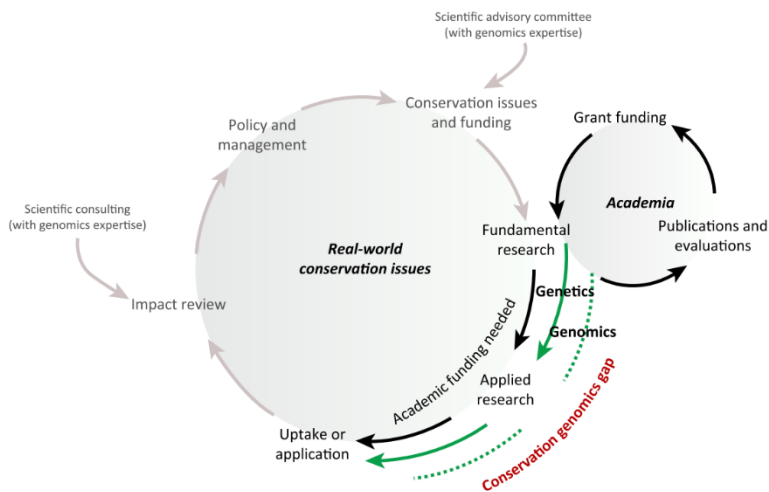 Scientific advisory committee
(with genomics expertise)
Conservation issues
and funding
Policy and
management
Grant funding
Academia
Publications and
evaluations
Scientific consulting
(with genomics expertise)
Impact review
Real-world
conservation issues
Fundamental
research
Genetics
Genomics
Academic funding needed
Applied
research
Conservation genomics gap
Uptake or
application